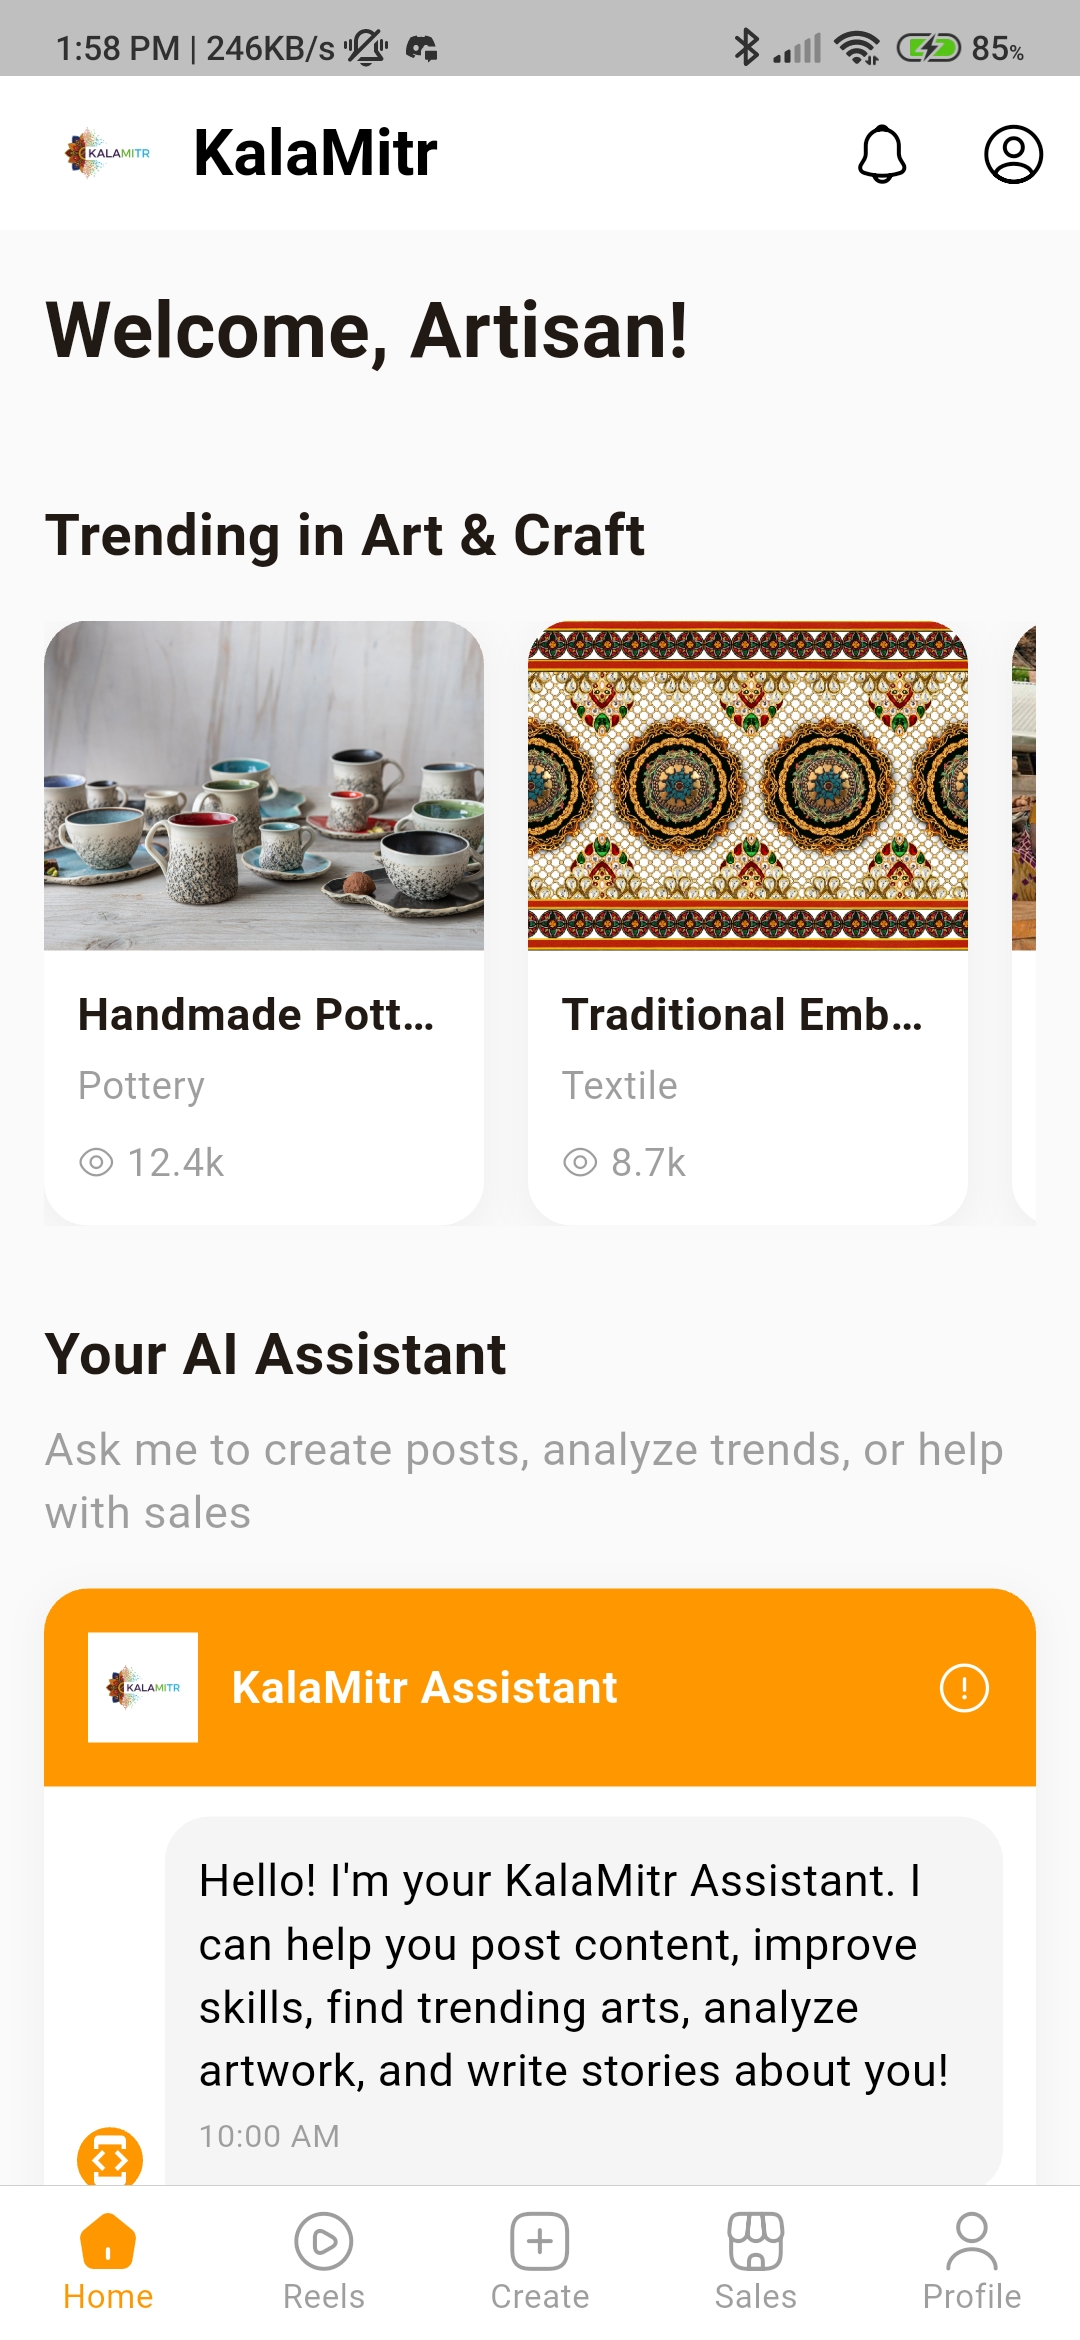 1:58 PM | 246KB/s
85%
KALAMITR
KalaMitr
Welcome, Artisan!
Trending in Art & Craft
Handmade Pott...
Traditional Emb...
Pottery
Textile
12.4k
8.7k
Your AI Assistant
Ask me to create posts, analyze trends, or help
with sales
KALAMITR
KalaMitr Assistant
Hello! I'm your KalaMitr Assistant. I
can help you post content, improve
skills, find trending arts, analyze
artwork, and write stories about you!
10:00 AM
Home
Reels
Create
Sales
Profile